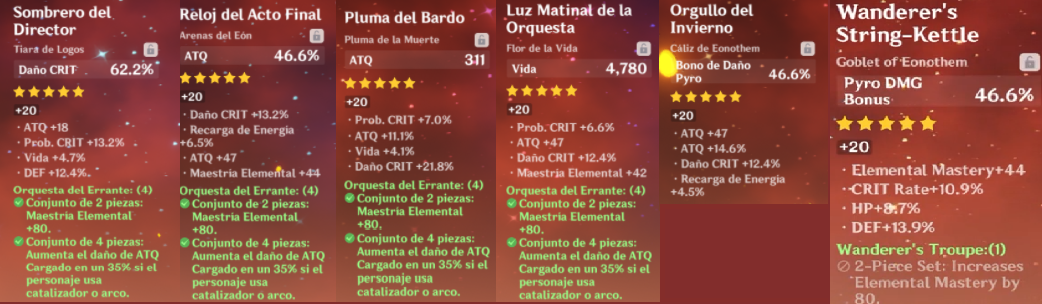 Sombrero del
Director
Tiara de Logos
Daño CRIT 62.2%
+20
· ATQ +18
· Prob. CRIT +13.2%
· Vida +4.7%
· DEF +12.4%
Orquesta del Errante: (4)
Conjunto de 2 piezas:
Maestria Elemental
+80.
Conjunto de 4 piezas:
Aumenta el daño de ATQ
Cargado en un 35% si el
personaje usa
catalizador o arco.
Reloj del Acto Final
Arenas del Eón
ATQ 46.6%
+20
· Daño CRIT +13.2%
· Recarga de Energia
+6.5%
· ATQ +47
· Maestria Elemental +44
Orquesta del Errante: (4)
Conjunto de 2 piezas:
Maestria Elemental
+80.
Conjunto de 4 piezas:
Aumenta el daño de ATQ
Cargado en un 35% si el
personaje usa
catalizador o arco.
Pluma del Bardo
Pluma de la Muerte
ATQ 311
+20
· Prob. CRIT +7.0%
· ATQ +11.1%
· Vida +4.1%
· Daño CRIT +21.8%
Orquesta del Errante: (4)
Conjunto de 2 piezas:
Maestria Elemental
+80.
Conjunto de 4 piezas:
Aumenta el daño de ATQ
Cargado en un 35% si el
personaje usa
catalizador o arco.
Luz Matinal de la
Orquesta
Flor de la Vida
Vida 4,780
+20
· Prob. CRIT +6.6%
· ATQ +47
· Daño CRIT +12.4%
· Maestria Elemental +42
Orquesta del Errante: (4)
Conjunto de 2 piezas:
Maestria Elemental
+80.
Conjunto de 4 piezas:
Aumenta el daño de ATQ
Cargado en un 35% si el
personaje usa
catalizador o arco.
Orgullo del
Invierno
Cáliz de Eonothem
Bono de Daño
Pyro 46.6%
+20
· ATQ +47
· ATQ +14.6%
· Daño CRIT +12.4%
· Recarga de Energia
+4.5%
Wanderer's
String-Kettle
Goblet of Eonothem
Pyro DMG
Bonus 46.6%
+20
· Elemental Mastery+44
· CRIT Rate+10.9%
· HP+8.7%
· DEF+13.9%
Wanderer's Troupe:(1)
2-Piece Set: Increases
Elemental Mastery by
80.